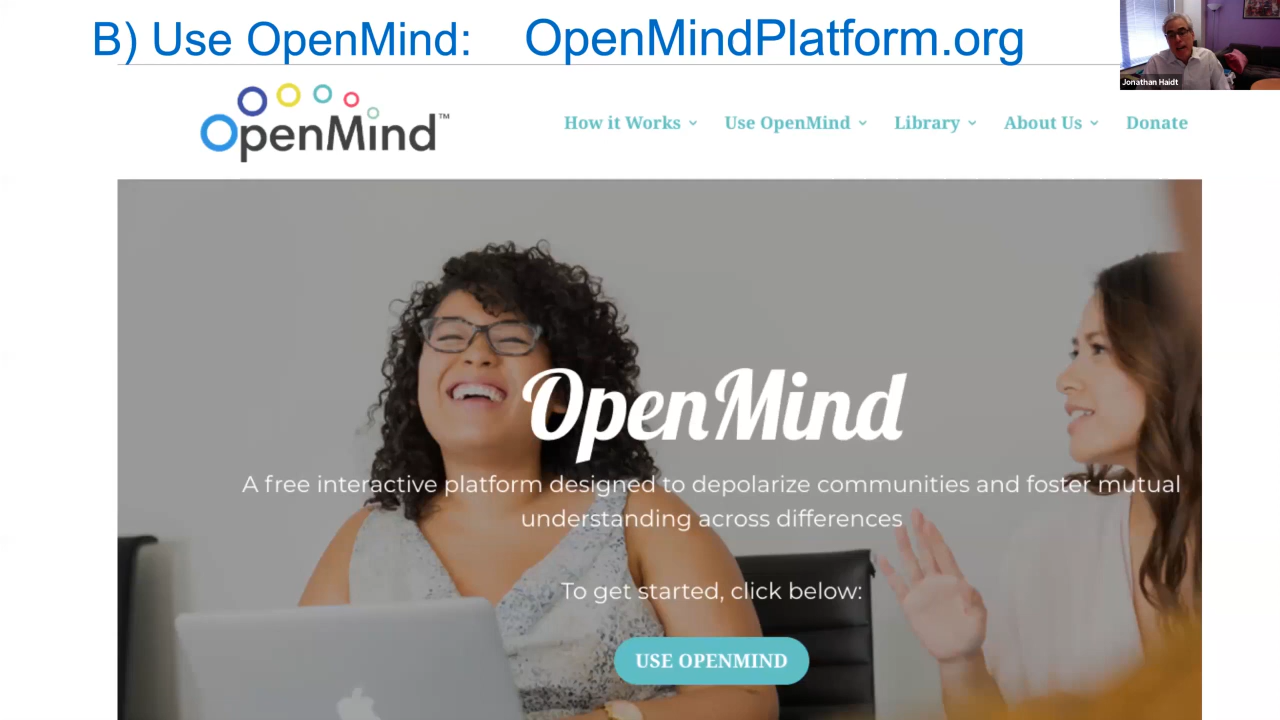 B) Use OpenMind: OpenMindPlatform.org
Jonathan Haidt
OpenMind™
How it Works Use OpenMind Library About Us Donate
OpenMind
A free interactive platform designed to depolarize communities and foster mutual
understanding across differences
To get started, click below:
USE OPENMIND